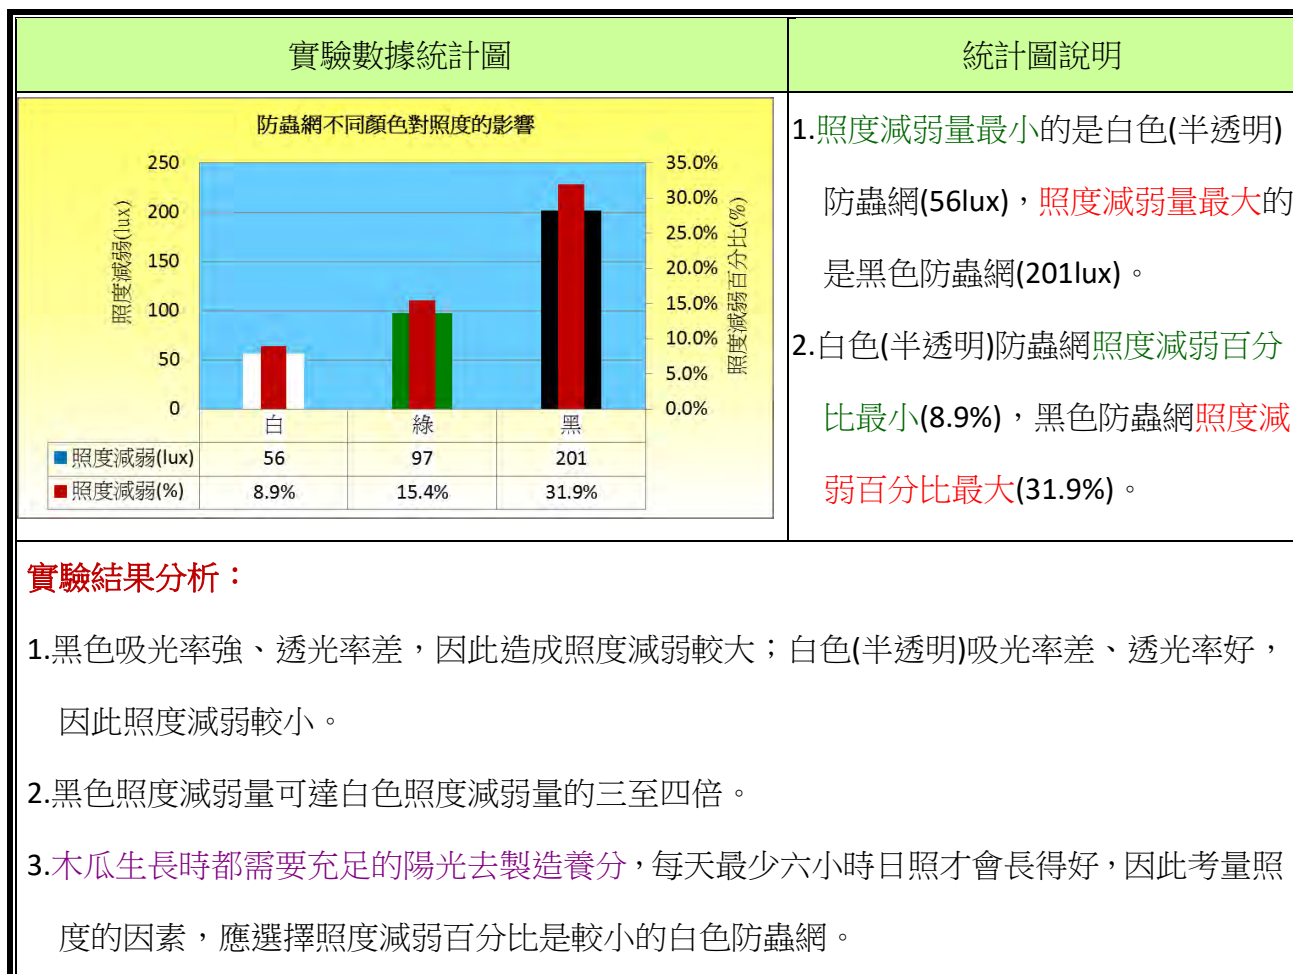 實驗數據統計圖
統計圖說明
防蟲網不同顏色對照度的影響
照度減弱(lux)
250
200
150
100
50
0
35.0%
30.0%
25.0%
20.0%
15.0%
10.0%
5.0%
0.0%
照度減弱百分比(%)
白 綠 黑
照度減弱(lux) 56 97 201
照度減弱(%) 8.9% 15.4% 31.9%
1.照度減弱量最小的是白色(半透明)
防蟲網(56lux)，照度減弱量最大的
是黑色防蟲網(201lux)。
2.白色(半透明)防蟲網照度減弱百分
比最小(8.9%)，黑色防蟲網照度減
弱百分比最大(31.9%)。
實驗結果分析：
1.黑色吸光率強、透光率差，因此造成照度減弱較大；白色(半透明)吸光率差、透光率好，
因此照度減弱較小。
2.黑色照度減弱量可達白色照度減弱量的三至四倍。
3.木瓜生長時都需要充足的陽光去製造養分，每天最少六小時日照才會長得好，因此考量照
度的因素，應選擇照度減弱百分比是較小的白色防蟲網。